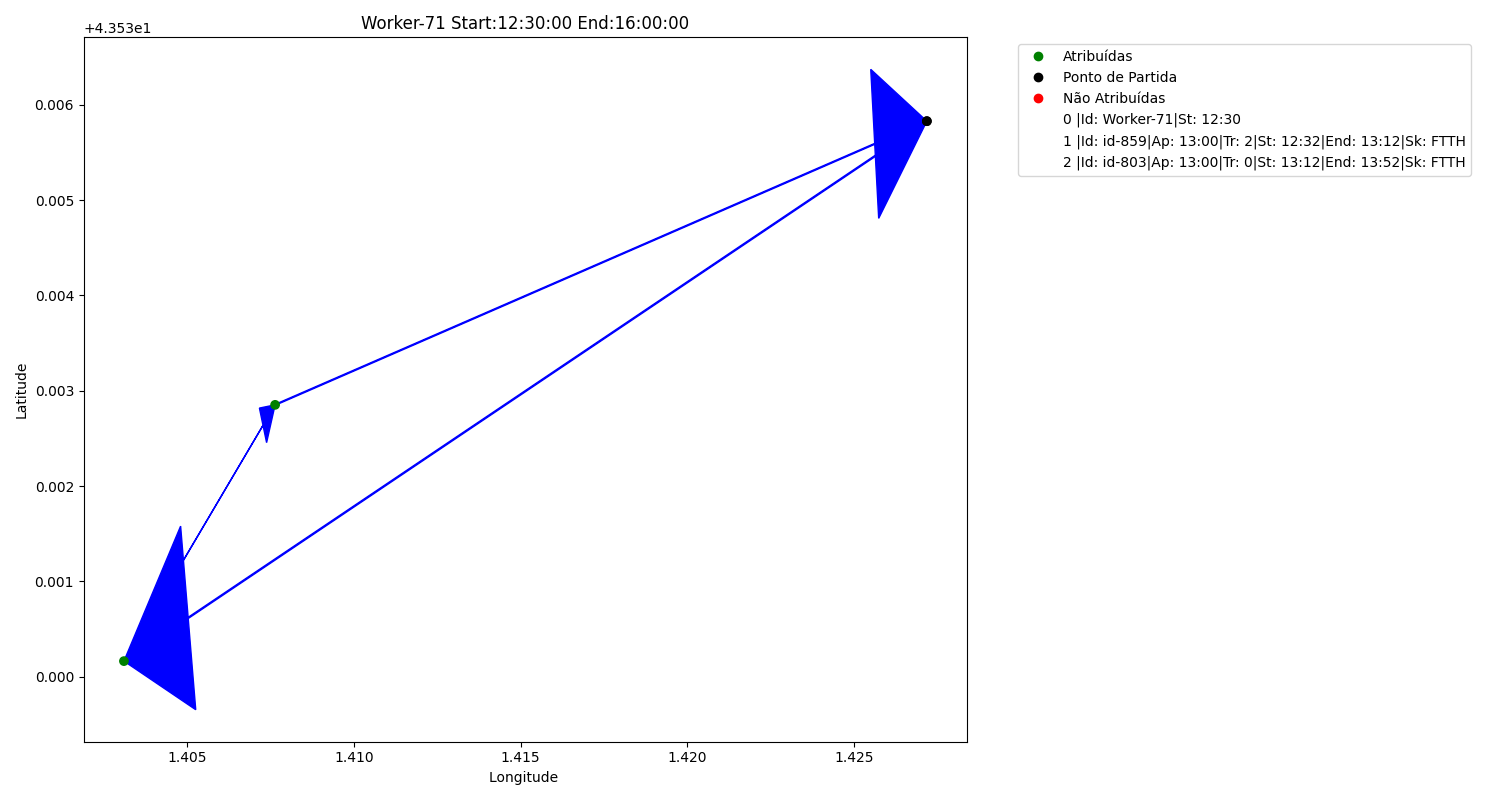 Worker-71 Start:12:30:00 End:16:00:00
+4.353e1
0.006
0.005
0.004
0.003
0.002
0.001
0.000
Latitude
1.405
1.410
1.415
1.420
1.425
Longitude
Atribuídas
Ponto de Partida
Não Atribuídas
0 |Id: Worker-71|St: 12:30
1 |Id: id-859|Ap: 13:00|Tr: 2|St: 12:32|End: 13:12|Sk: FTTH
2 |Id: id-803|Ap: 13:00|Tr: 0|St: 13:12|End: 13:52|Sk: FTTH